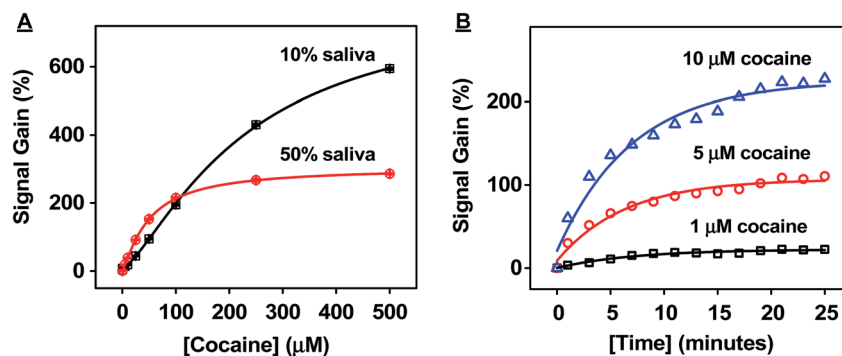 A
Signal Gain (%)
600
400
200
0
10% saliva
50% saliva
0 100 200 300 400 500
[Cocaine] (μM)
B
Signal Gain (%)
200
100
0
10 μM cocaine
5 μM cocaine
1 μM cocaine
0 5 10 15 20 25
[Time] (minutes)